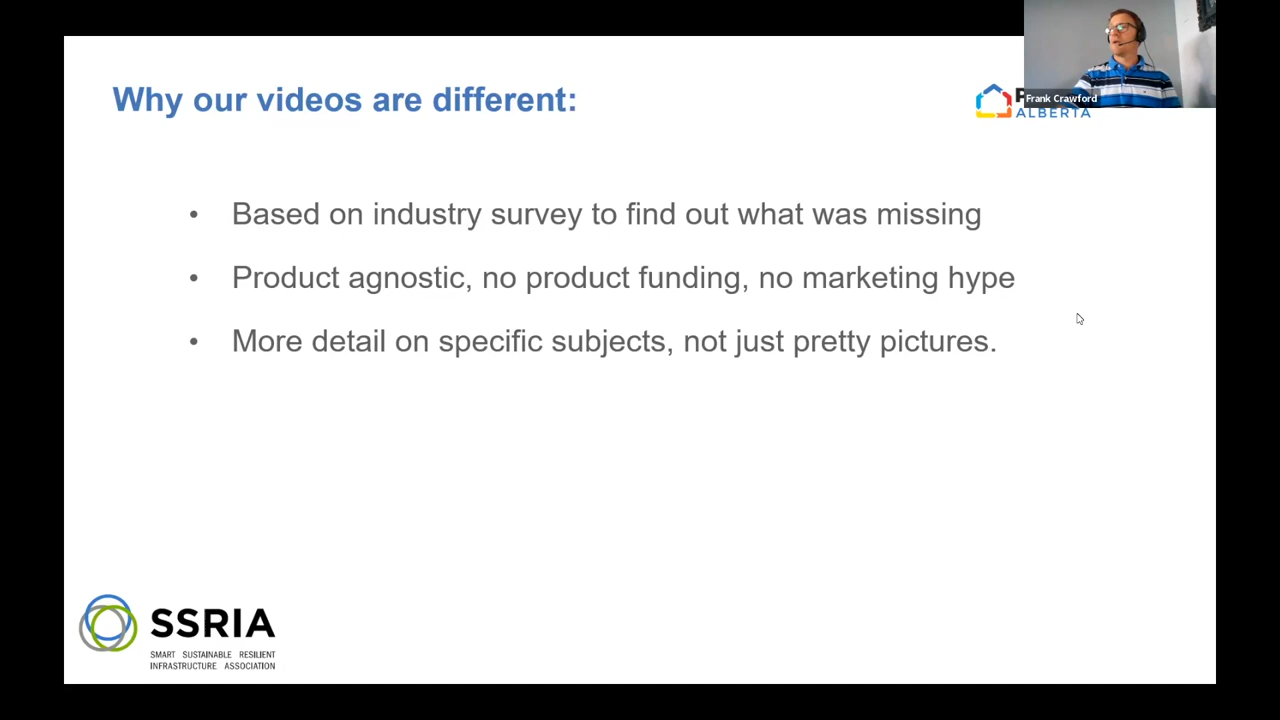 Why our videos are different:
Frank Crawford
ALBERTA
• Based on industry survey to find out what was missing
• Product agnostic, no product funding, no marketing hype
• More detail on specific subjects, not just pretty pictures.
SSRIA
SMART SUSTAINABLE RESILIENT
INFRASTRUCTURE ASSOCIATION